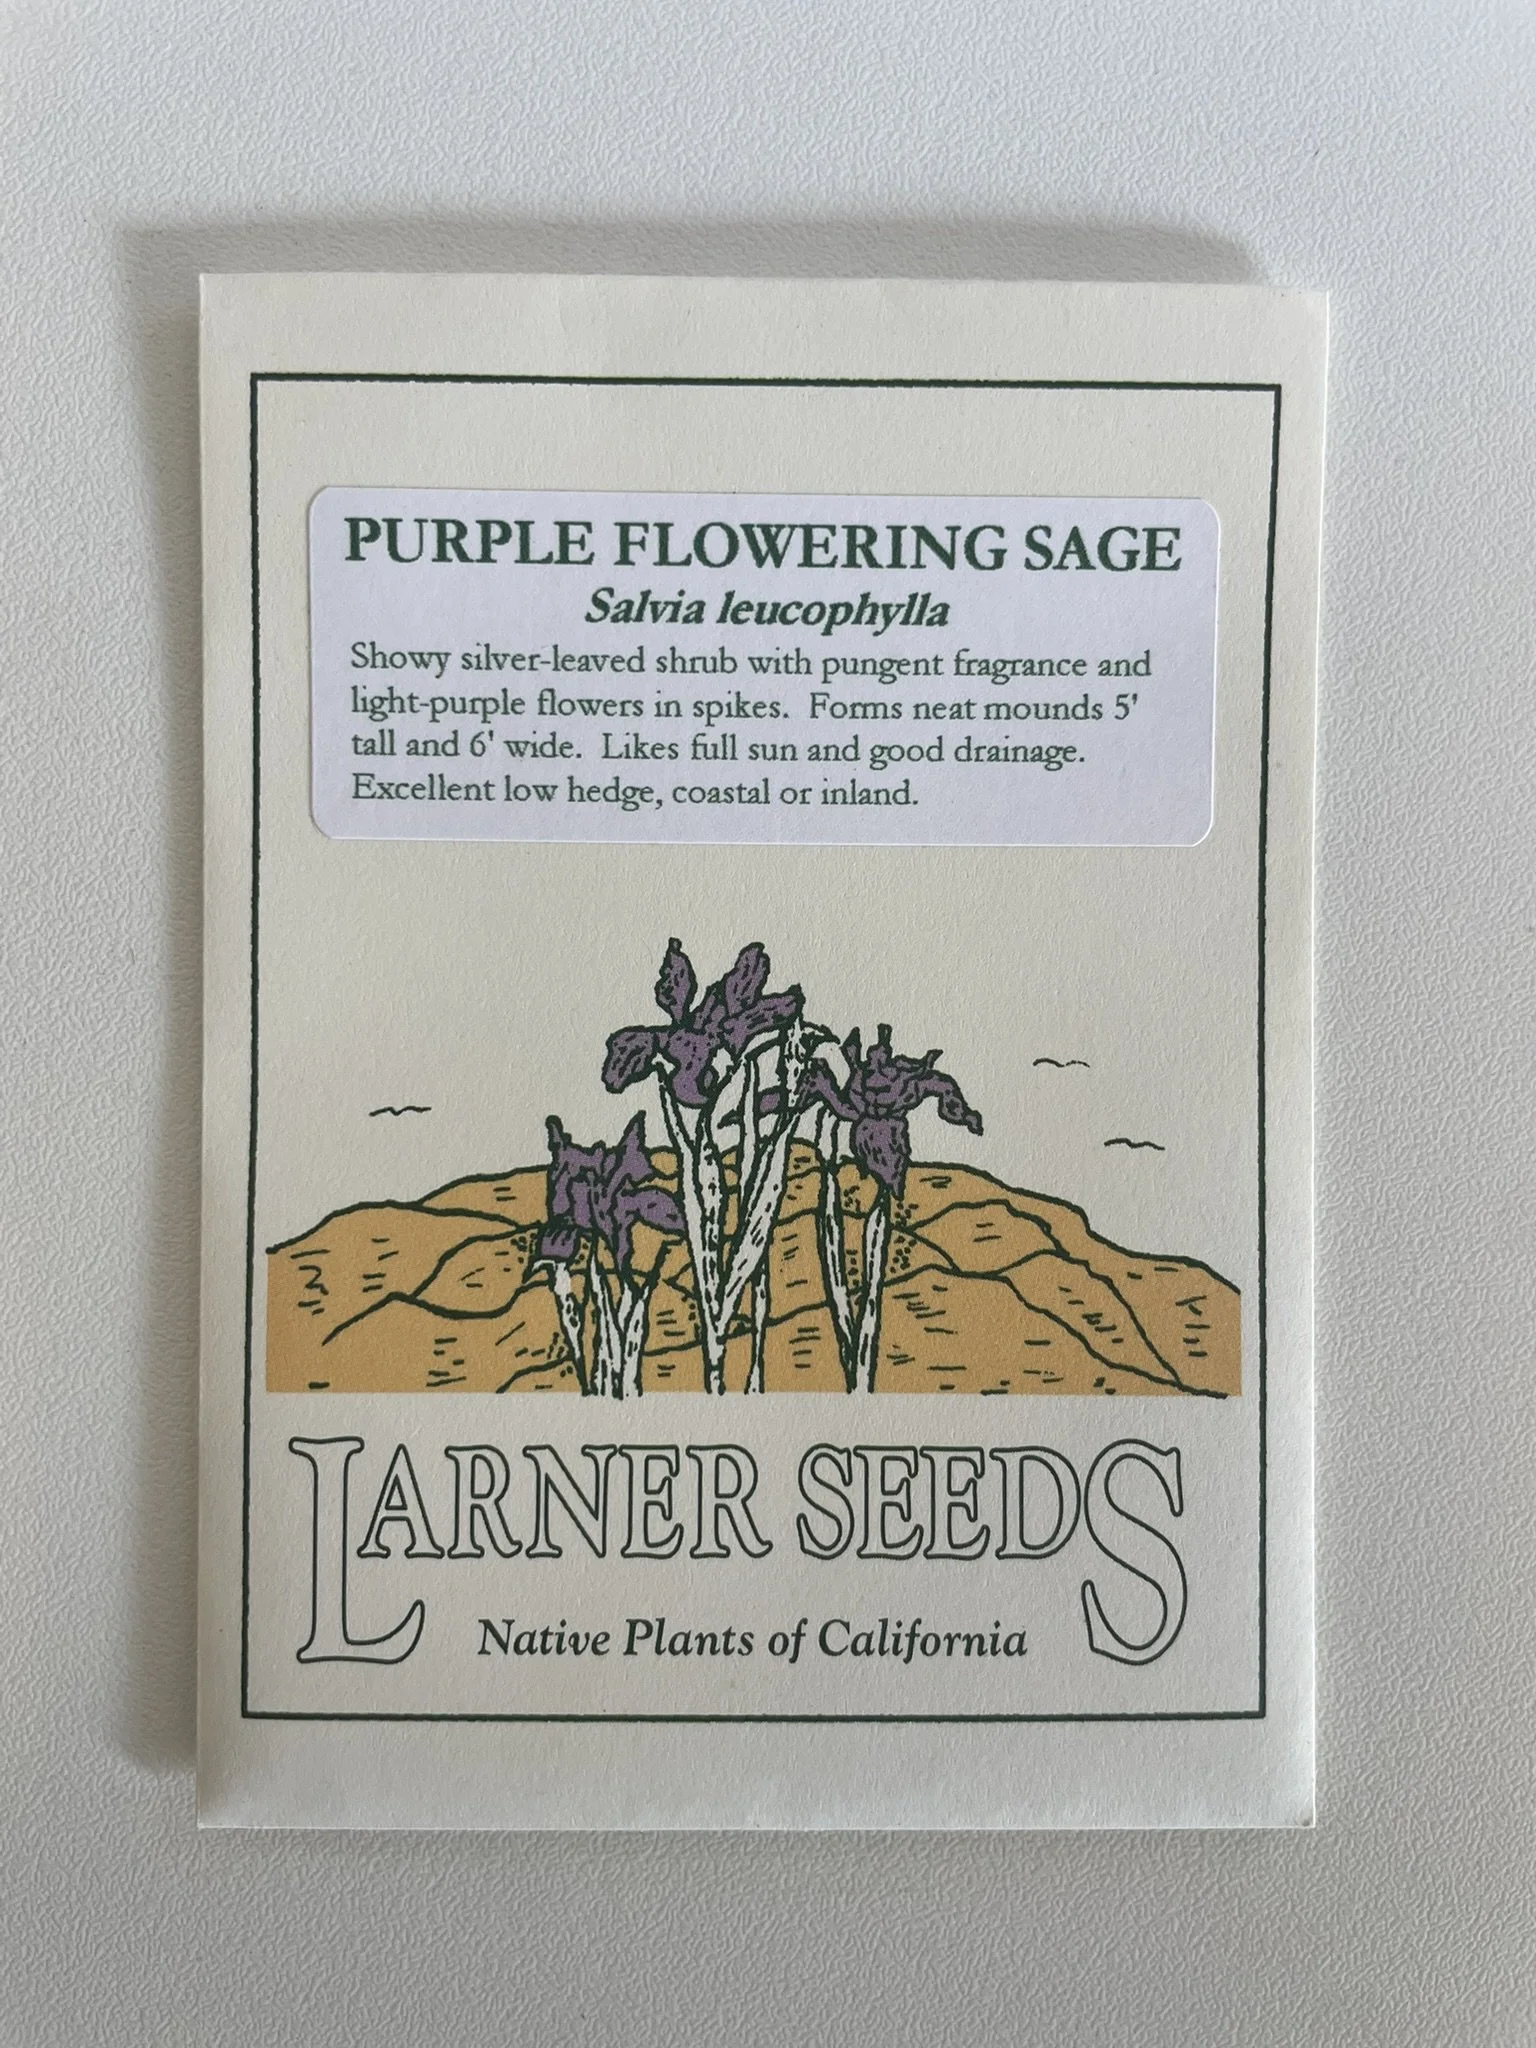 PURPLE FLOWERING SAGE
Salvia leucophylla
Showy silver-leaved shrub with pungent fragrance and
light-purple flowers in spikes.  Forms neat mounds 5'
tall and 6' wide.  Likes full sun and good drainage.
Excellent low hedge, coastal or inland.
LARNER SEEDS
Native Plants of California